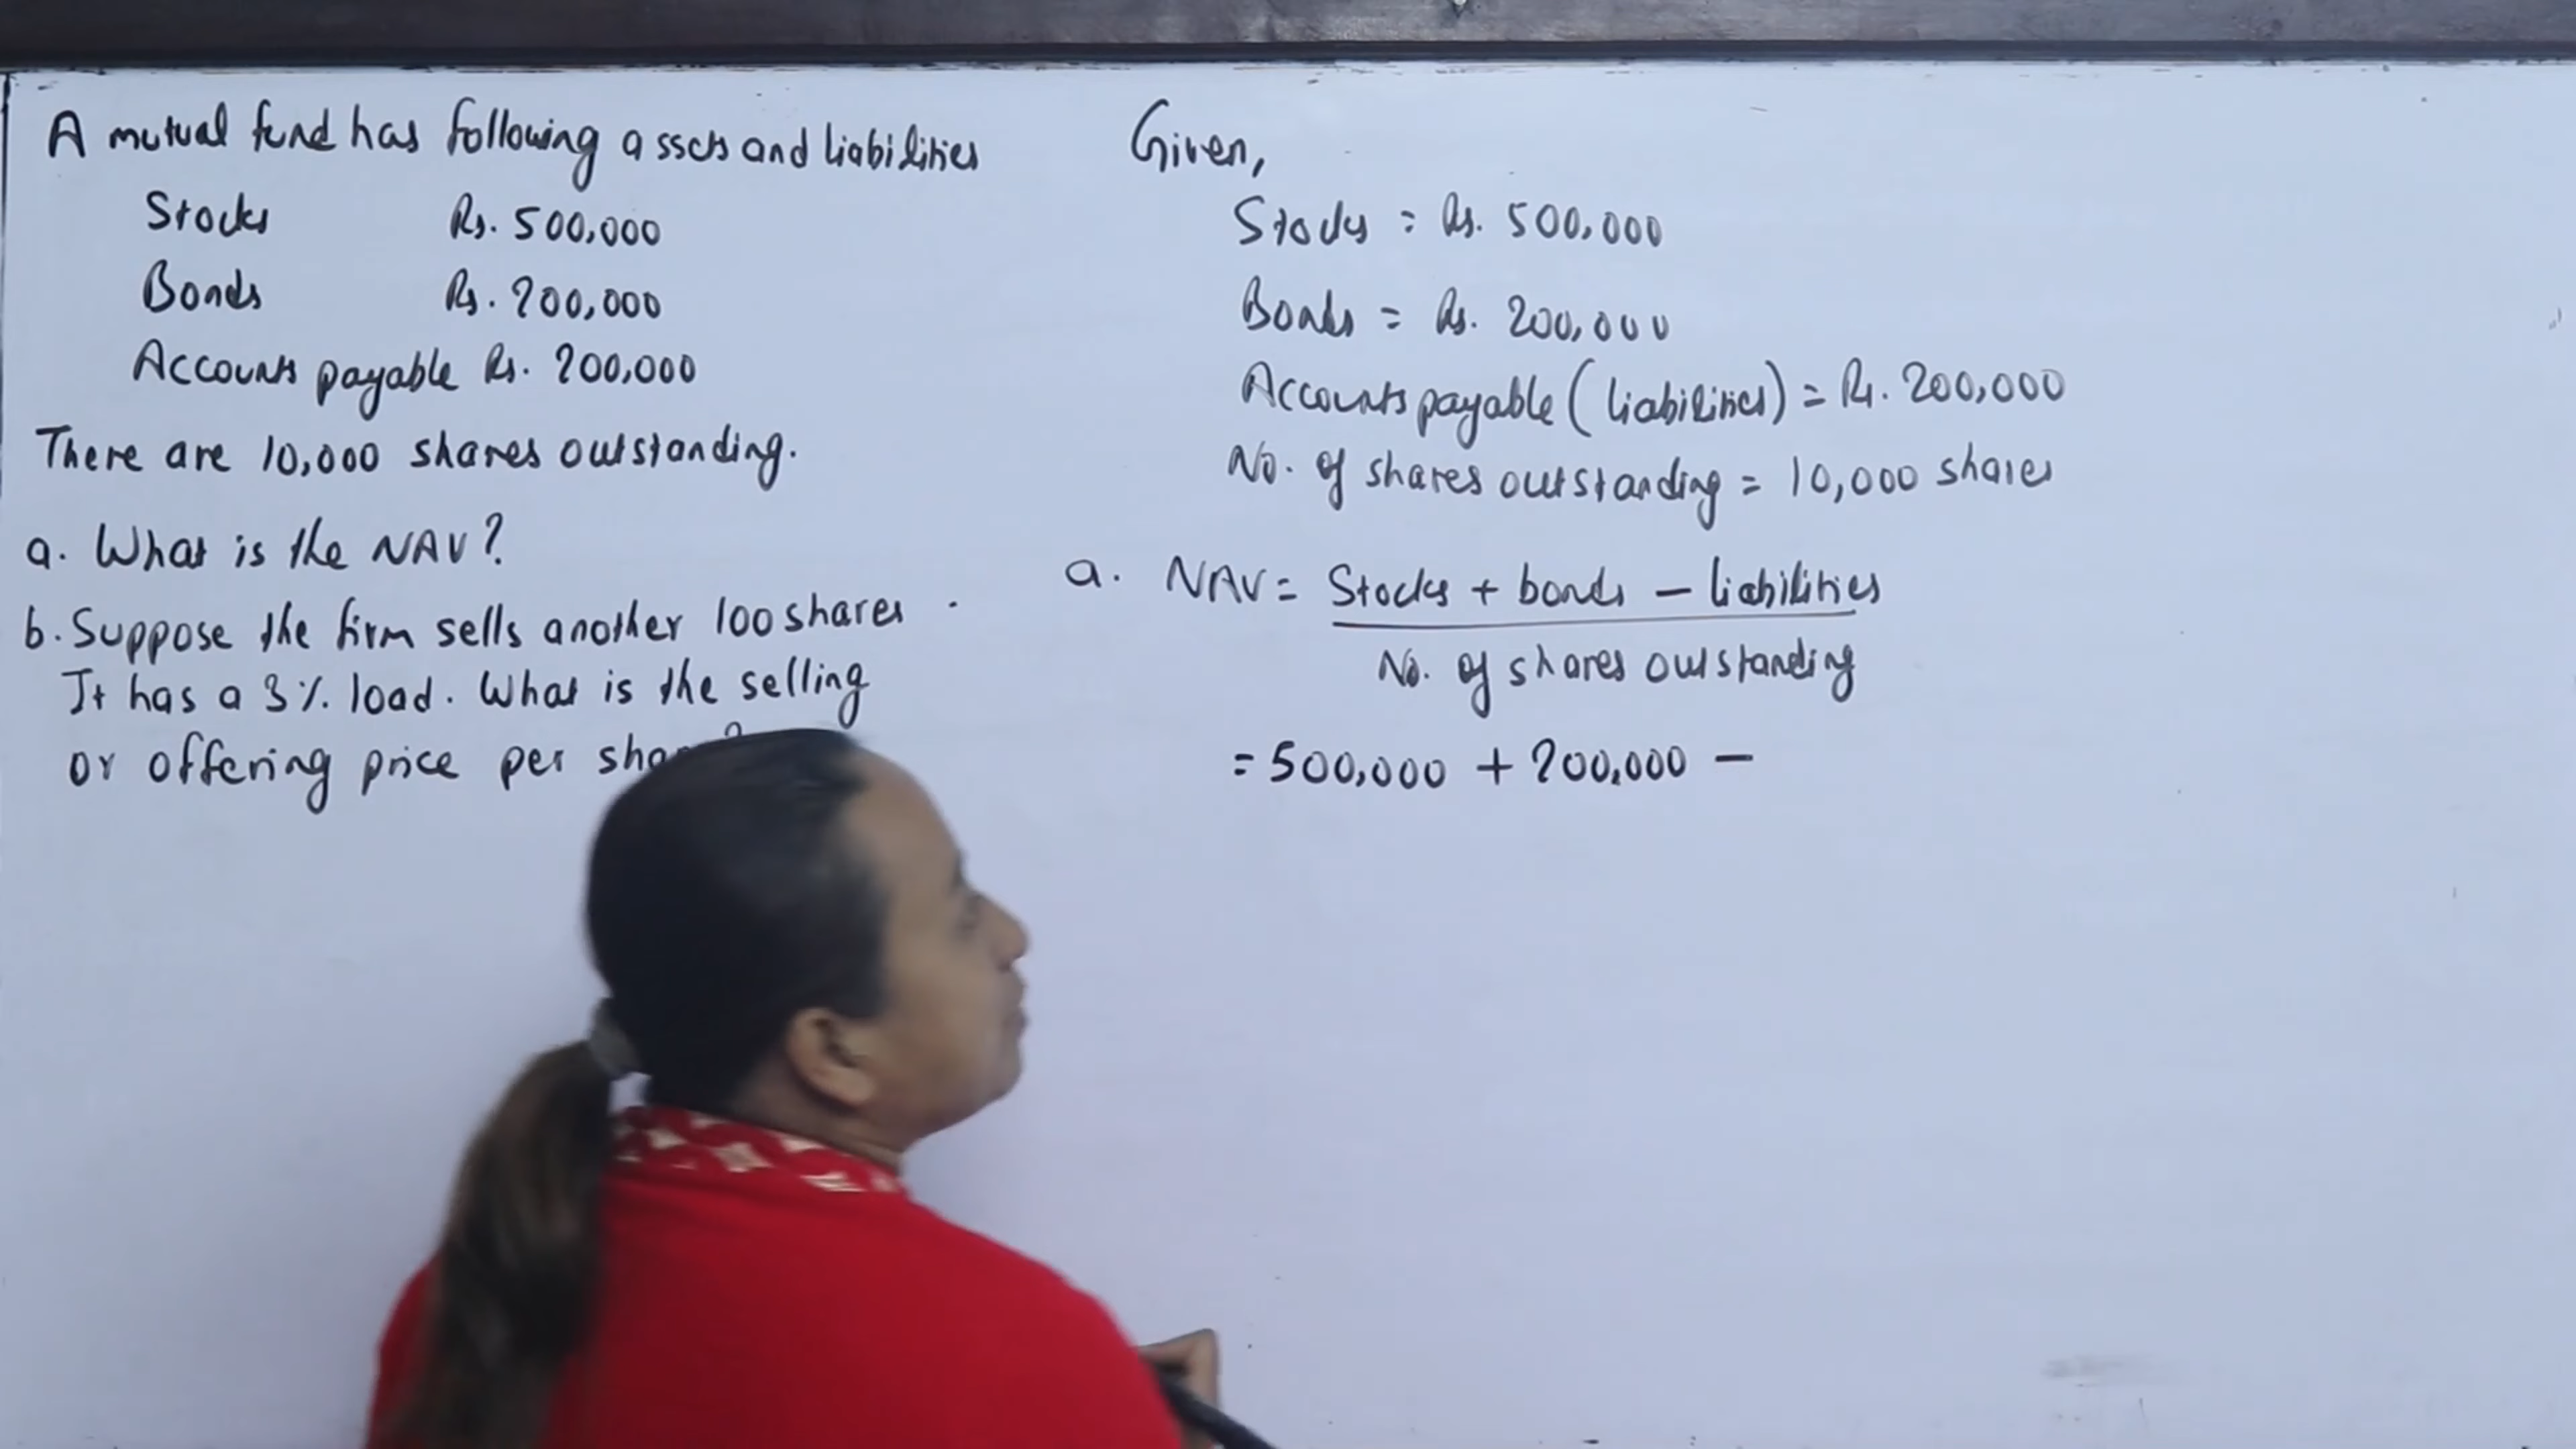 A mutual fund has following assets and liabilities
Stocks Rs. 500,000
Bonds Rs. 200,000
Accounts payable Rs. 200,000
There are 10,000 shares outstanding.
a. What is the NAV?
b. Suppose the firm sells another 100 shares.
It has a 3% load. What is the selling
or offering price per
Given,
Stocks = Rs. 500,000
Bonds = Rs. 200,000
Accounts payable (liabilities) = Rs. 200,000
No. of shares outstanding = 10,000 shares
a. NAV = Stocks + bonds - liabilities
No. of shares outstanding
= 500,000 + 200,000 -